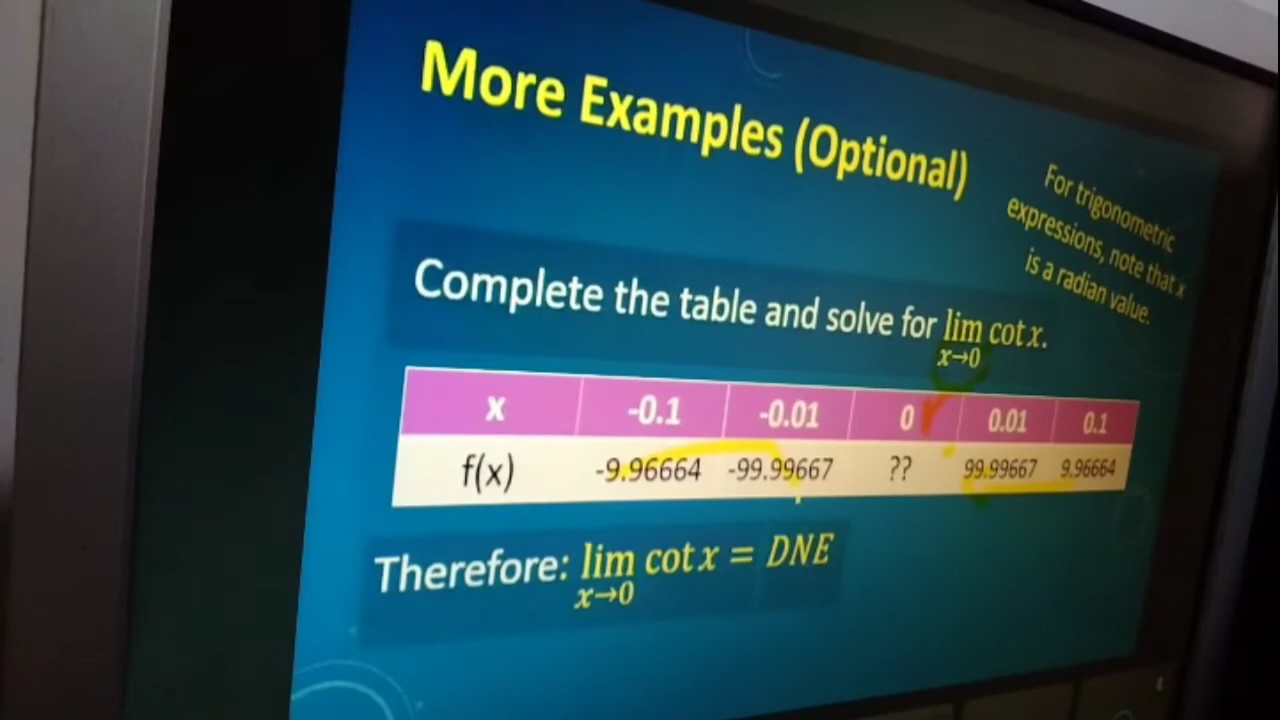 More Examples (Optional)
For trigonometric
expressions, note that x
is a radian value.
Complete the table and solve for lim cot x.
x→0
x -0.1 -0.01 0 0.01 0.1
f(x) -9.96664 -99.99667 ?? 99.99667 9.96664
Therefore: lim cot x = DNE
x→0